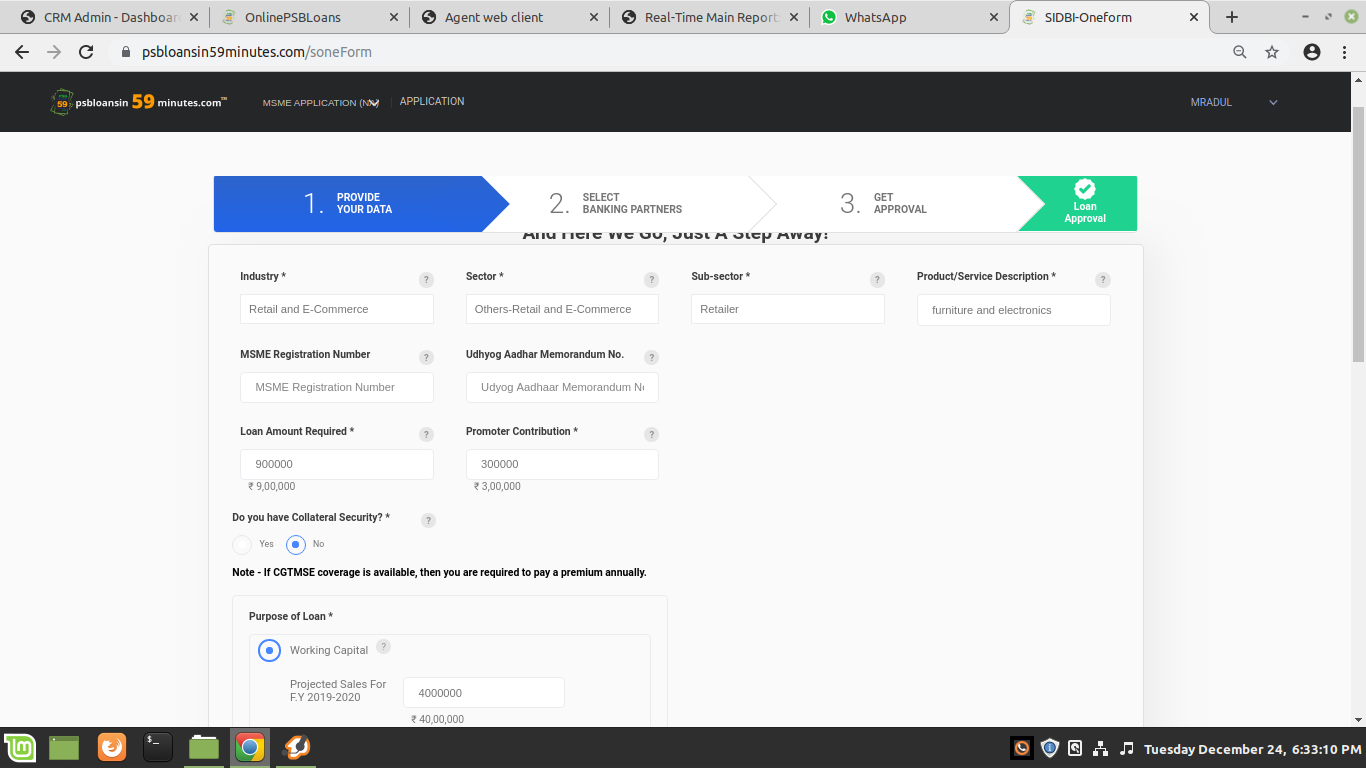 CRM Admin - Dashboar
OnlinePSBLoans
Agent web client
Real-Time Main Report
WhatsApp
SIDBI-Oneform
psbloansin59minutes.com/soneForm
psbloansin 59 minutes.com™
MSME APPLICATION (N
APPLICATION
MRADUL
1. PROVIDE YOUR DATA
2. SELECT BANKING PARTNERS
3. GET APPROVAL
Loan Approval
And Here We Go, Just A Step Away!
Industry * ?
Sector * ?
Sub-sector * ?
Product/Service Description * ?
Retail and E-Commerce
Others-Retail and E-Commerce
Retailer
furniture and electronics
MSME Registration Number ?
Udhyog Aadhar Memorandum No. ?
MSME Registration Number
Udyog Aadhaar Memorandum N
Loan Amount Required * ?
Promoter Contribution * ?
900000
300000
₹ 9,00,000
₹ 3,00,000
Do you have Collateral Security? * ?
Yes
No
Note - If CGTMSE coverage is available, then you are required to pay a premium annually.
Purpose of Loan *
Working Capital ?
Projected Sales For
F.Y 2019-2020
4000000
₹ 40,00,000
Tuesday December 24, 6:33:10 PM